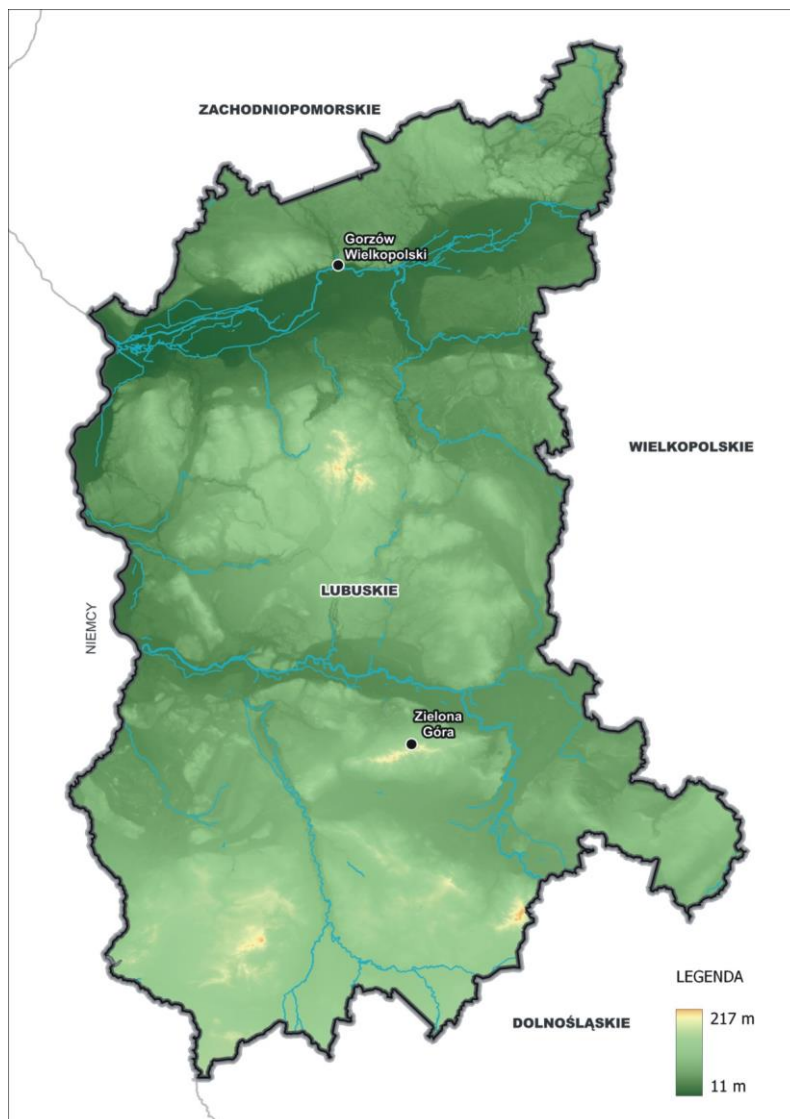 ZACHODNIOPOMORSKIE
Gorzów
Wielkopolski
WIELKOPOLSKIE
LUBUSKIE
NIEMCY
Zielona
Góra
LEGENDA
217 m
11 m
DOLNOŚLĄSKIE